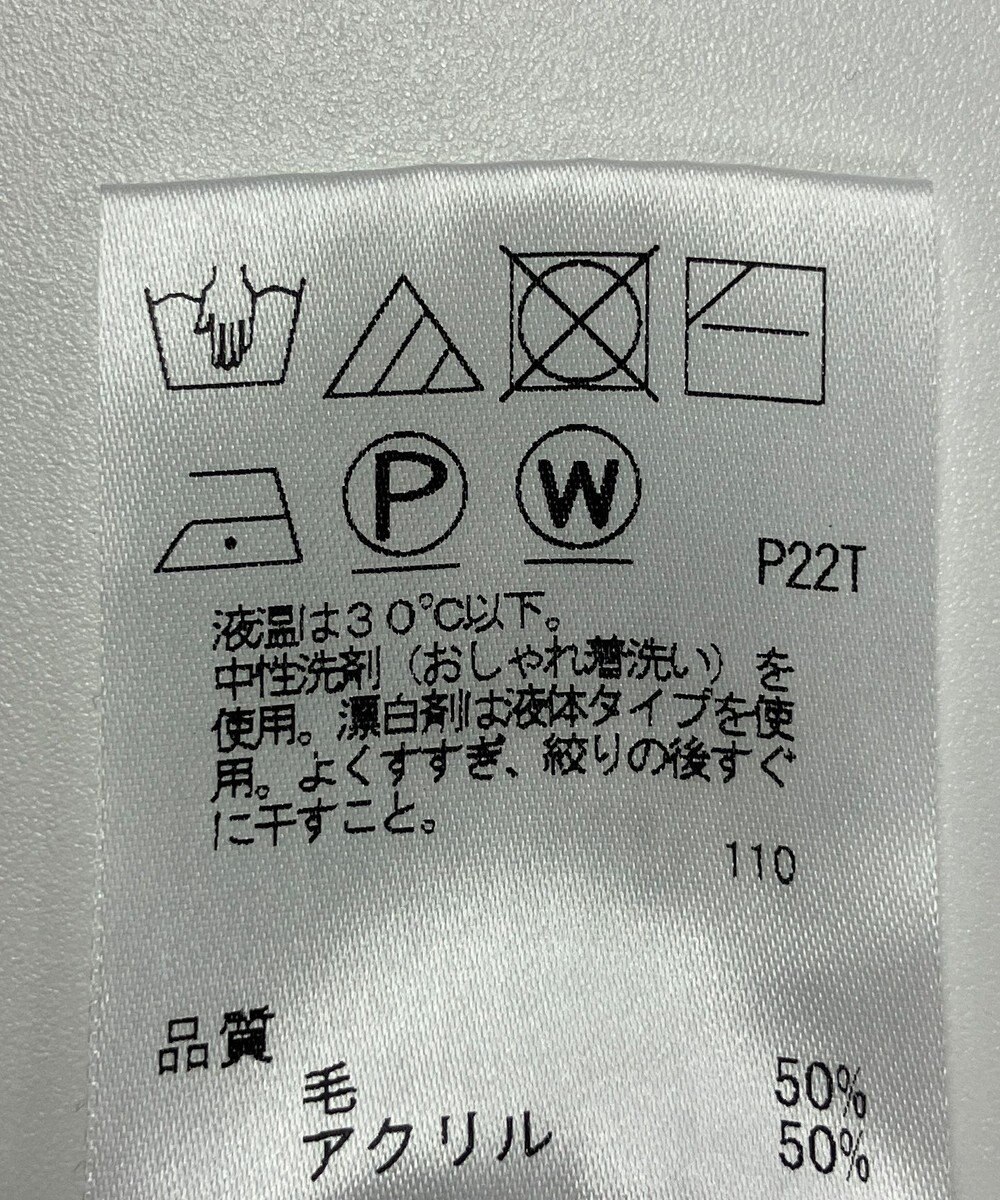 P
W
P22T
液温は30℃以下。
中性洗剤（おしゃれ着洗い）を
使用。漂白剤は液体タイプを使
用。よくすすぎ、絞りの後すぐ
に干すこと。
110
品質
毛 50%
アクリル 50%